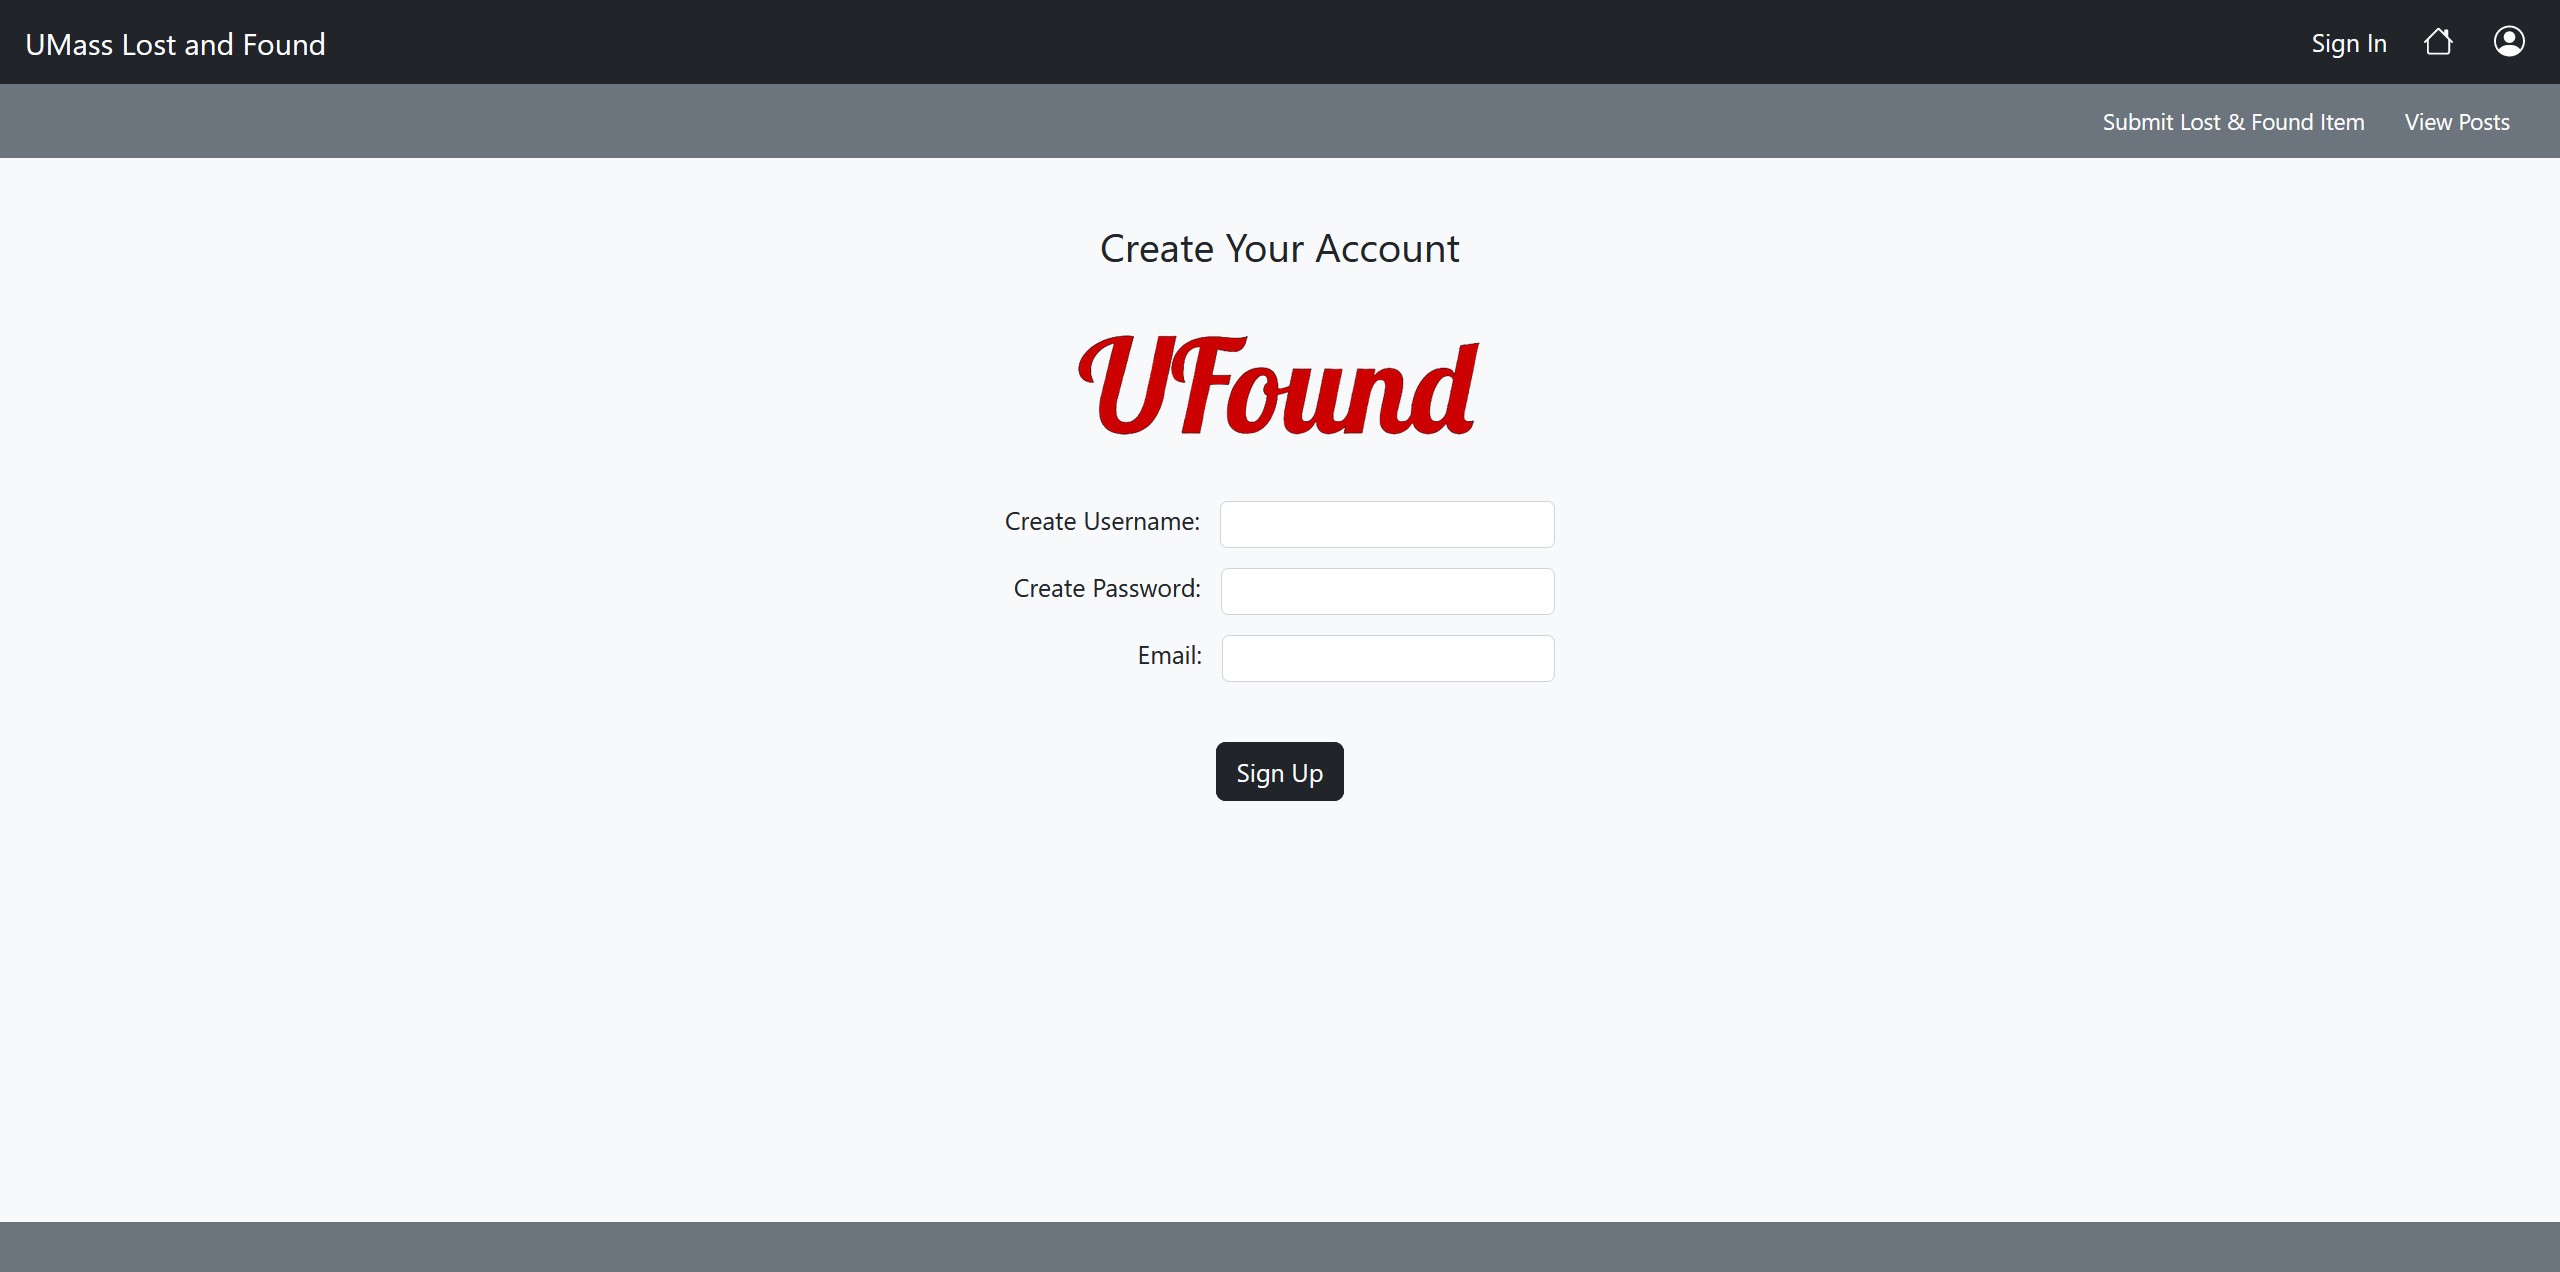 UMass Lost and Found
Sign In
Submit Lost & Found Item
View Posts
Create Your Account
UFound
Create Username:
Create Password:
Email:
Sign Up